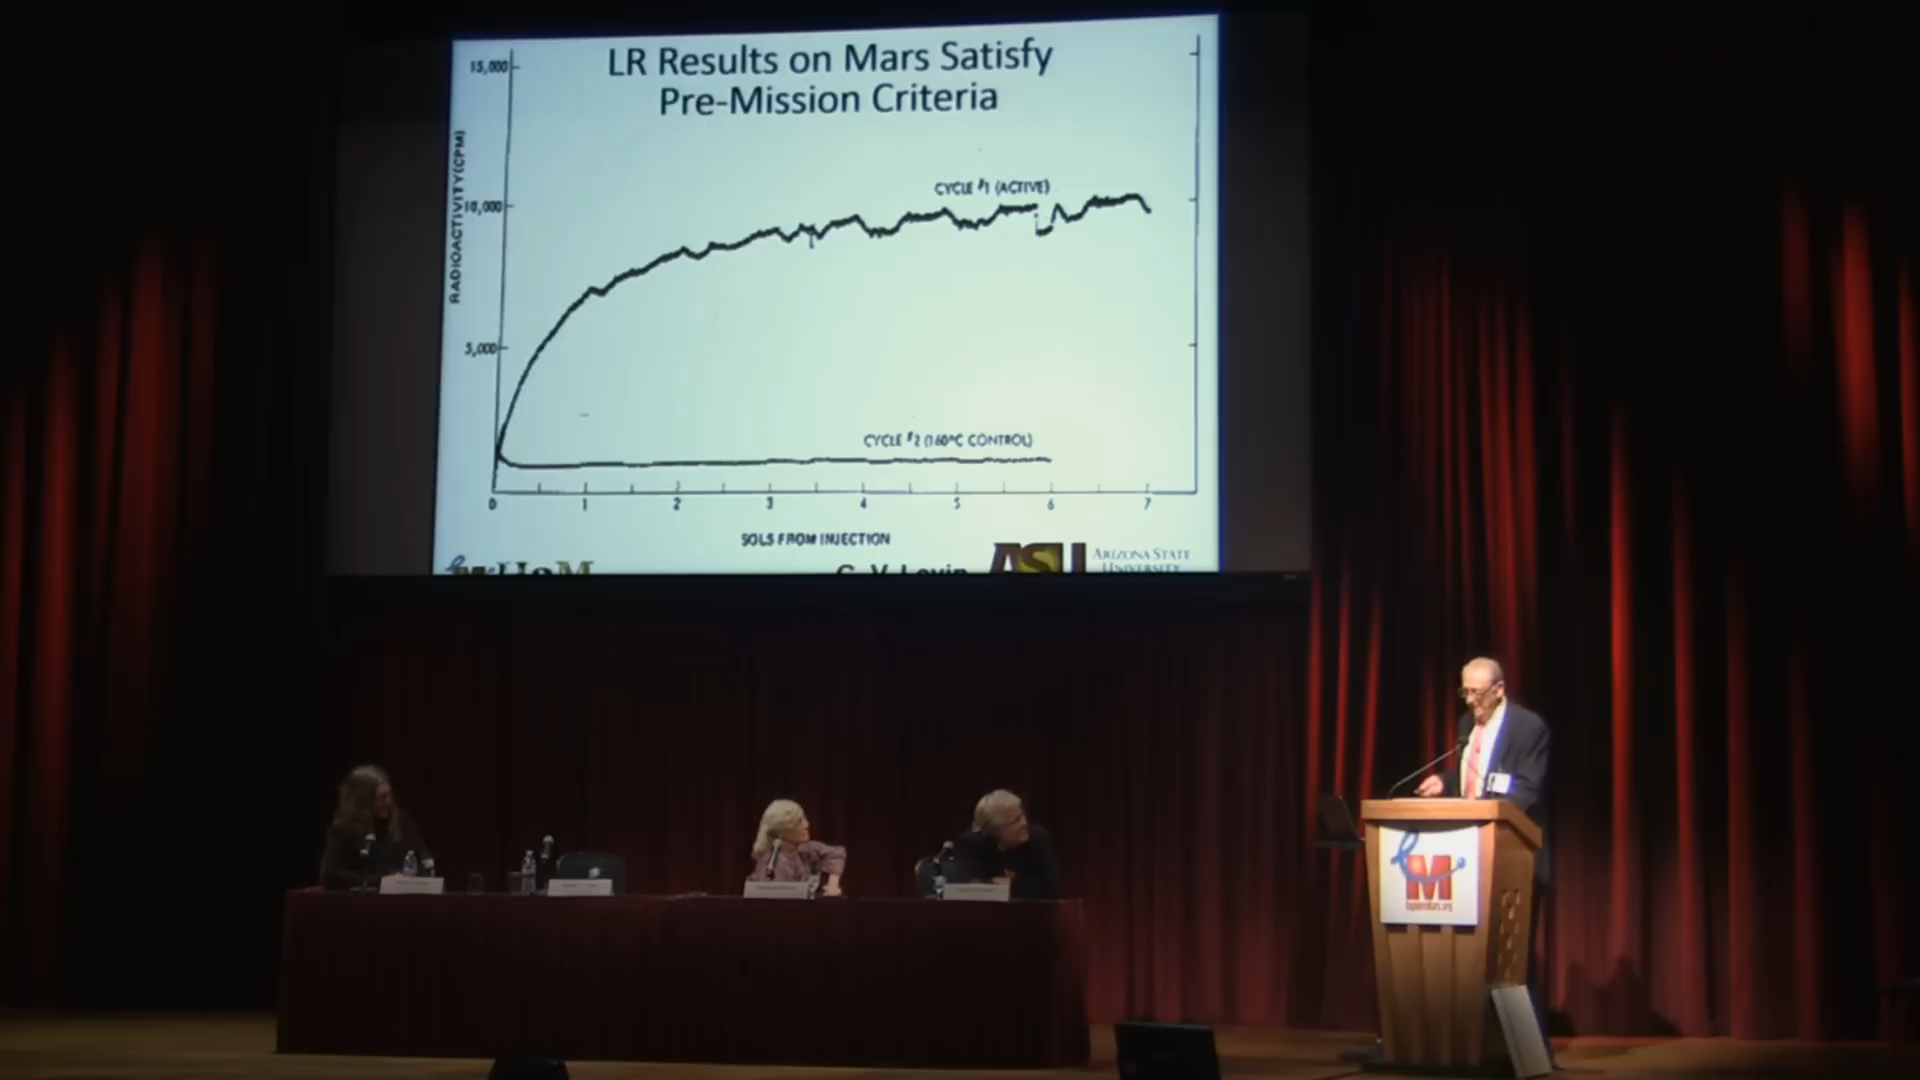 LR Results on Mars Satisfy
Pre-Mission Criteria
15,000
RADIOACTIVITY(CPM)
CYCLE #1 (ACTIVE)
10,000
5,000
CYCLE #2 (160°C CONTROL)
0 1 2 3 4 5 6 7
SOLS FROM INJECTION
G. V. Levin
ASU
ARIZONA STATE
UNIVERSITY
M